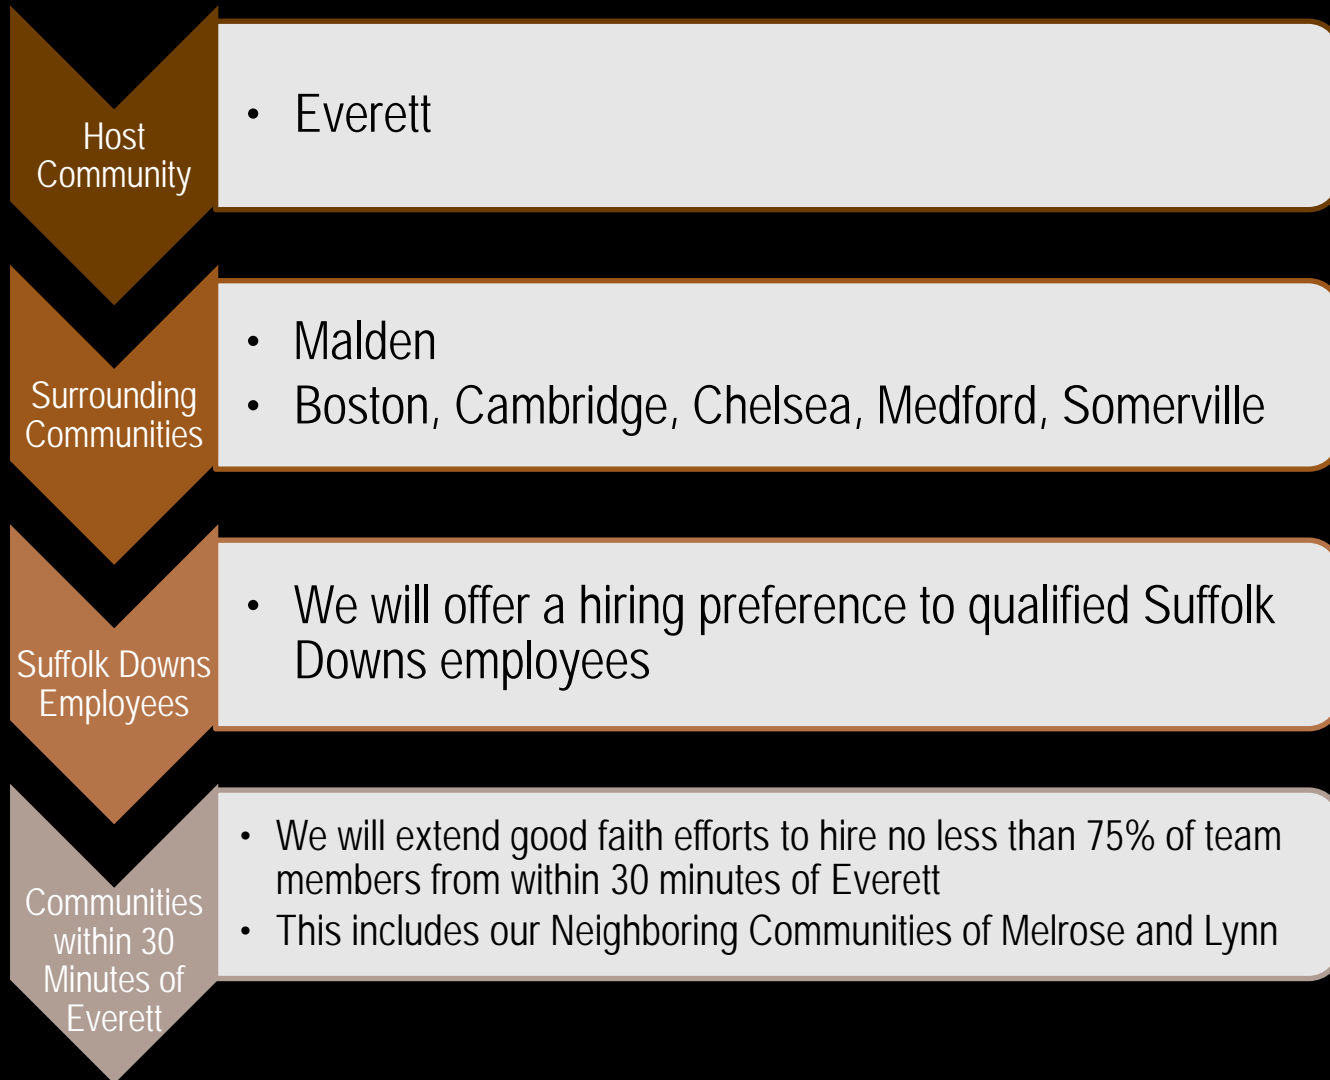 Host
Community
• Everett
Surrounding
Communities
• Malden
• Boston, Cambridge, Chelsea, Medford, Somerville
Suffolk Downs
Employees
• We will offer a hiring preference to qualified Suffolk
Downs employees
Communities
within 30
Minutes of
Everett
• We will extend good faith efforts to hire no less than 75% of team
members from within 30 minutes of Everett
• This includes our Neighboring Communities of Melrose and Lynn